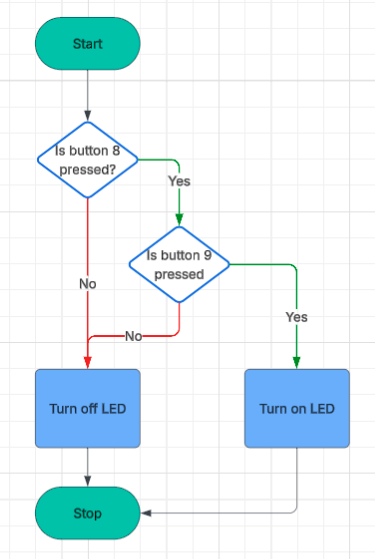 Start
Is button 8
pressed?
Yes
Is button 9
pressed
No
Yes
No
Turn off LED
Turn on LED
Stop